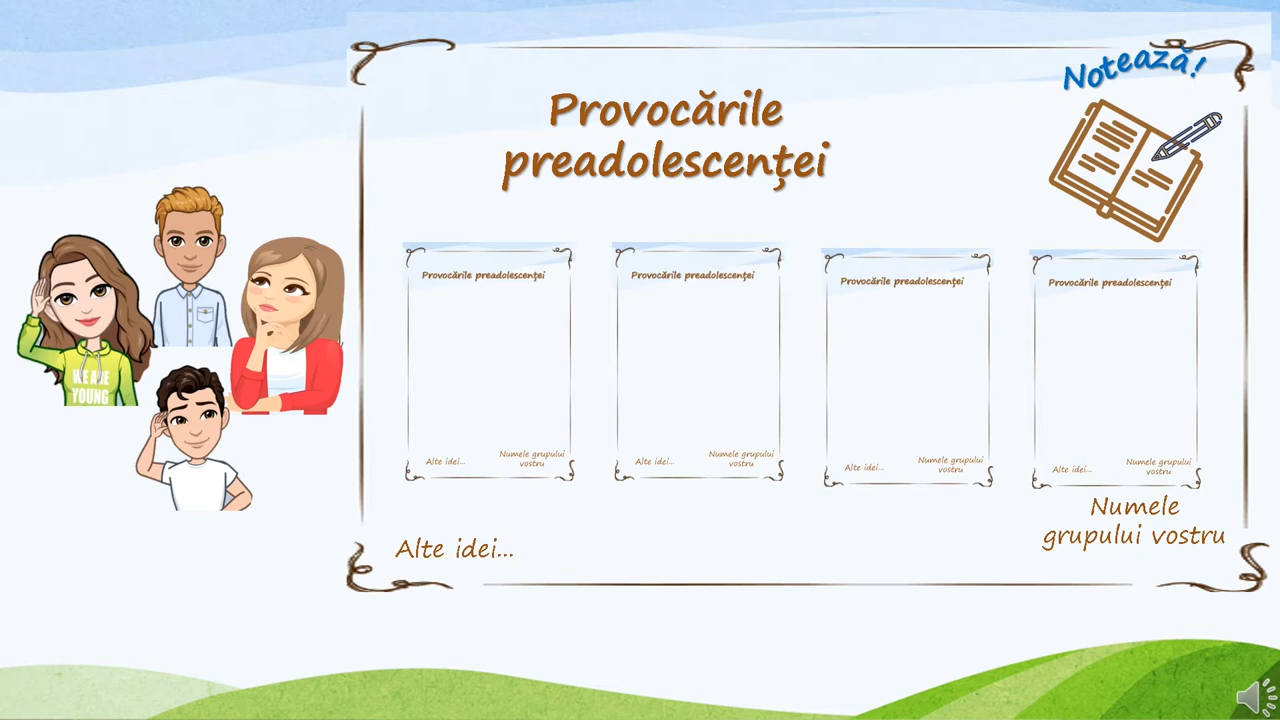 Notează!
Provocările
preadolescenței
WE ARE
YOUNG
Provocările preadolescenței
Alte idei...
Numele grupului
vostru
Provocările preadolescenței
Alte idei...
Numele grupului
vostru
Provocările preadolescenței
Alte idei...
Numele grupului
vostru
Provocările preadolescenței
Alte idei...
Numele grupului
vostru
Alte idei...
Numele
grupului vostru